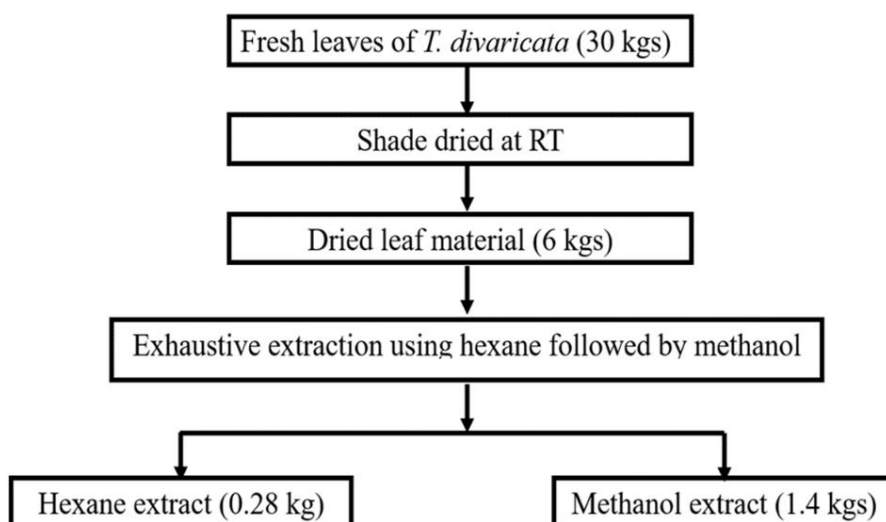 Fresh leaves of T. divaricata (30 kgs)
Shade dried at RT
Dried leaf material (6 kgs)
Exhaustive extraction using hexane followed by methanol
Hexane extract (0.28 kg)
Methanol extract (1.4 kgs)